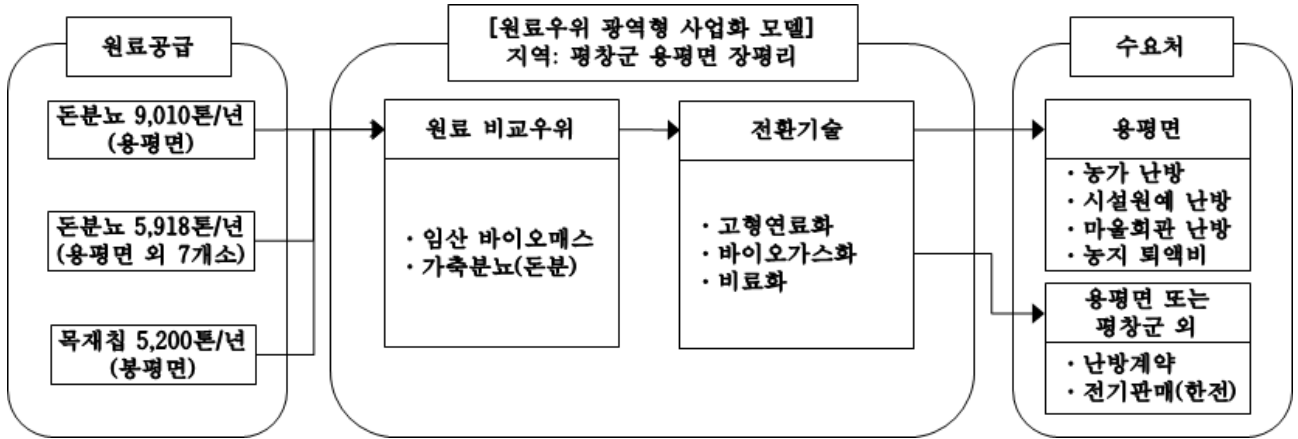 원료공급
돈분뇨 9,010톤/년
(용평면)
돈분뇨 5,918톤/년
(용평면 외 7개소)
목재칩 5,200톤/년
(봉평면)
[원료우위 광역형 사업화 모델]
지역: 평창군 용평면 장평리
원료 비교우위
· 임산 바이오매스
· 가축분뇨(돈분)
전환기술
· 고형연료화
· 바이오가스화
· 비료화
수요처
용평면
· 농가 난방
· 시설원예 난방
· 마을회관 난방
· 농지 퇴액비
용평면 또는
평창군 외
· 난방계약
· 전기판매(한전)